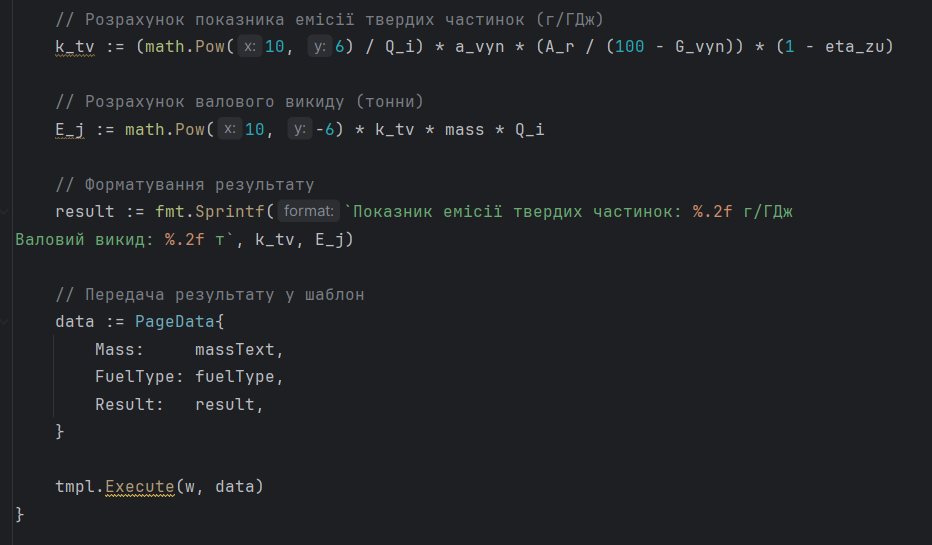 // Розрахунок показника емісії твердих частинок (г/ГДж)
k_tv := (math.Pow( x: 10, y: 6) / Q_i) * a_vyn * (A_r / (100 - G_vyn)) * (1 - eta_zu)
// Розрахунок валового викиду (тонни)
E_j := math.Pow( x: 10, y: -6) * k_tv * mass * Q_i
// Форматування результату
result := fmt.Sprintf( format: `Показник емісії твердих частинок: %.2f г/ГДж
Валовий викид: %.2f т`, k_tv, E_j)
// Передача результату у шаблон
data := PageData{
Mass: massText,
FuelType: fuelType,
Result: result,
}
tmpl.Execute(w, data)
}